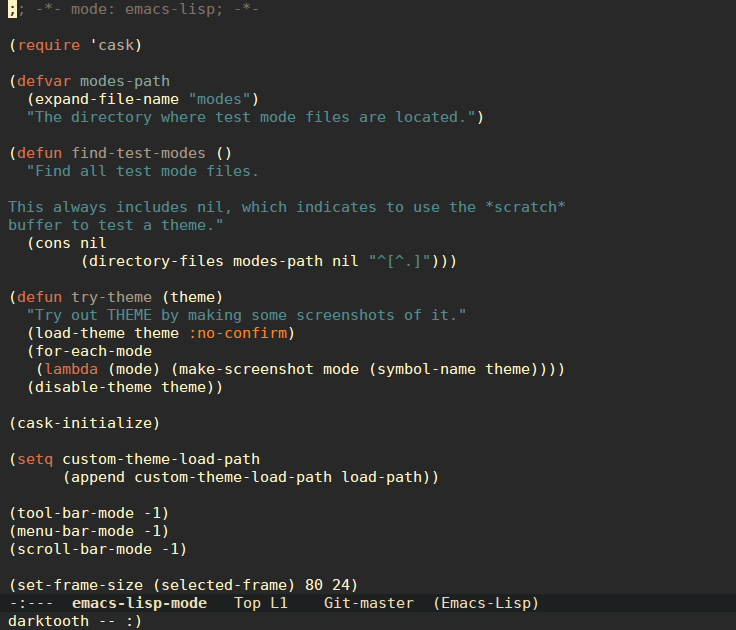 ;; -*- mode: emacs-lisp; -*-

(require 'cask)

(defvar modes-path
  (expand-file-name "modes")
  "The directory where test mode files are located.")

(defun find-test-modes ()
  "Find all test mode files.

This always includes nil, which indicates to use the *scratch*
buffer to test a theme."
  (cons nil
        (directory-files modes-path nil "^[^.]")))

(defun try-theme (theme)
  "Try out THEME by making some screenshots of it."
  (load-theme theme :no-confirm)
  (for-each-mode
   (lambda (mode) (make-screenshot mode (symbol-name theme))))
  (disable-theme theme))

(cask-initialize)

(setq custom-theme-load-path
      (append custom-theme-load-path load-path))

(tool-bar-mode -1)
(menu-bar-mode -1)
(scroll-bar-mode -1)

(set-frame-size (selected-frame) 80 24)
-:---  emacs-lisp-mode   Top L1    Git-master  (Emacs-Lisp)
darktooth -- :)